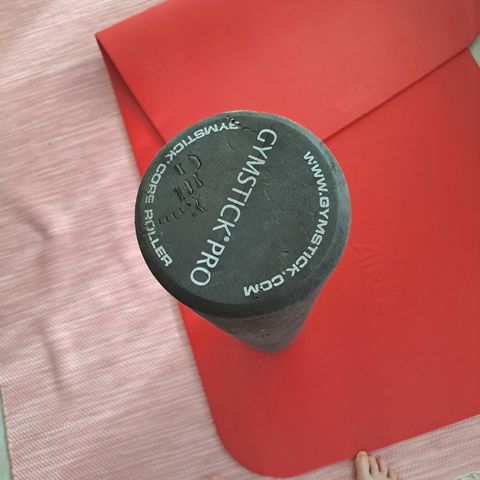 GYMSTICK CORE ROLLER
GYMSTICK® PRO
WWW.GYMSTICK.COM